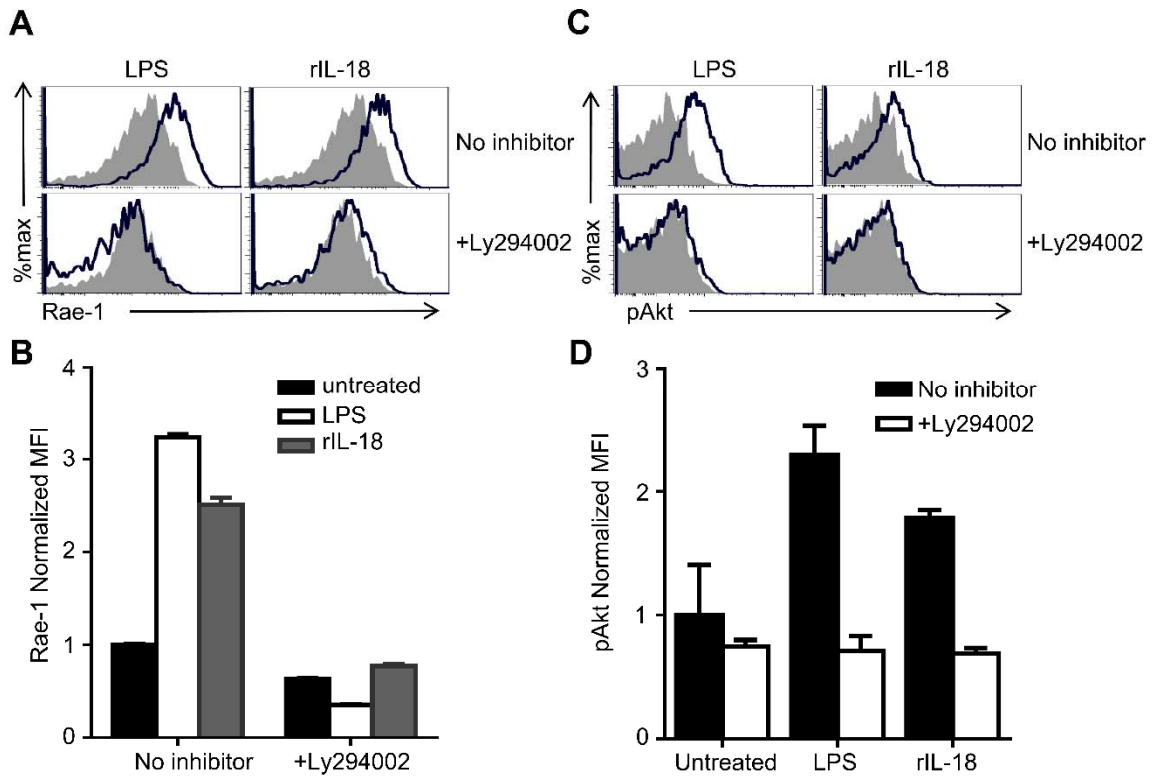 A
LPS
rIL-18
No inhibitor
+Ly294002
%max
Rae-1
B
4
3
2
1
0
Rae-1 Normalized MFI
untreated
LPS
rIL-18
No inhibitor
+Ly294002
C
LPS
rIL-18
No inhibitor
+Ly294002
%max
pAkt
D
3
2
1
0
pAkt Normalized MFI
No inhibitor
+Ly294002
Untreated
LPS
rIL-18